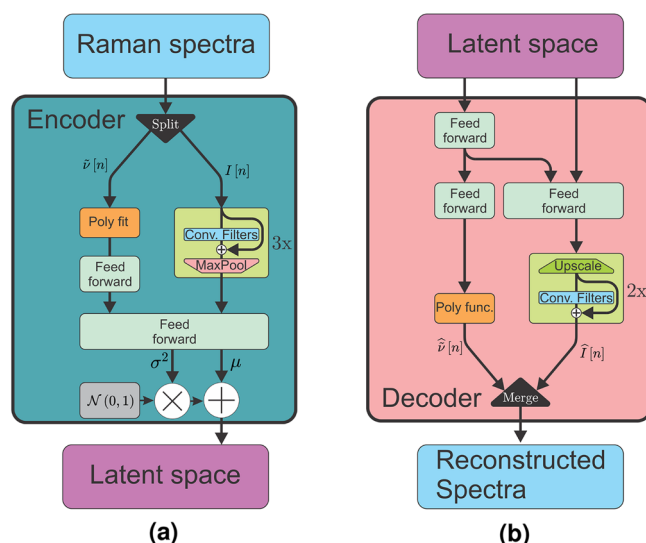 Raman spectra
Encoder
Split
ν̃ [n]
I [n]
Poly fit
Conv. Filters
3x
MaxPool
Feed
forward
Feed
forward
σ²
μ
𝒩 (0, 1)
Latent space
(a)
Latent space
Feed
forward
Feed
forward
Feed
forward
Upscale
Conv. Filters
2x
Poly func.
ν̃̂ [n]
Î [n]
Decoder
Merge
Reconstructed
Spectra
(b)